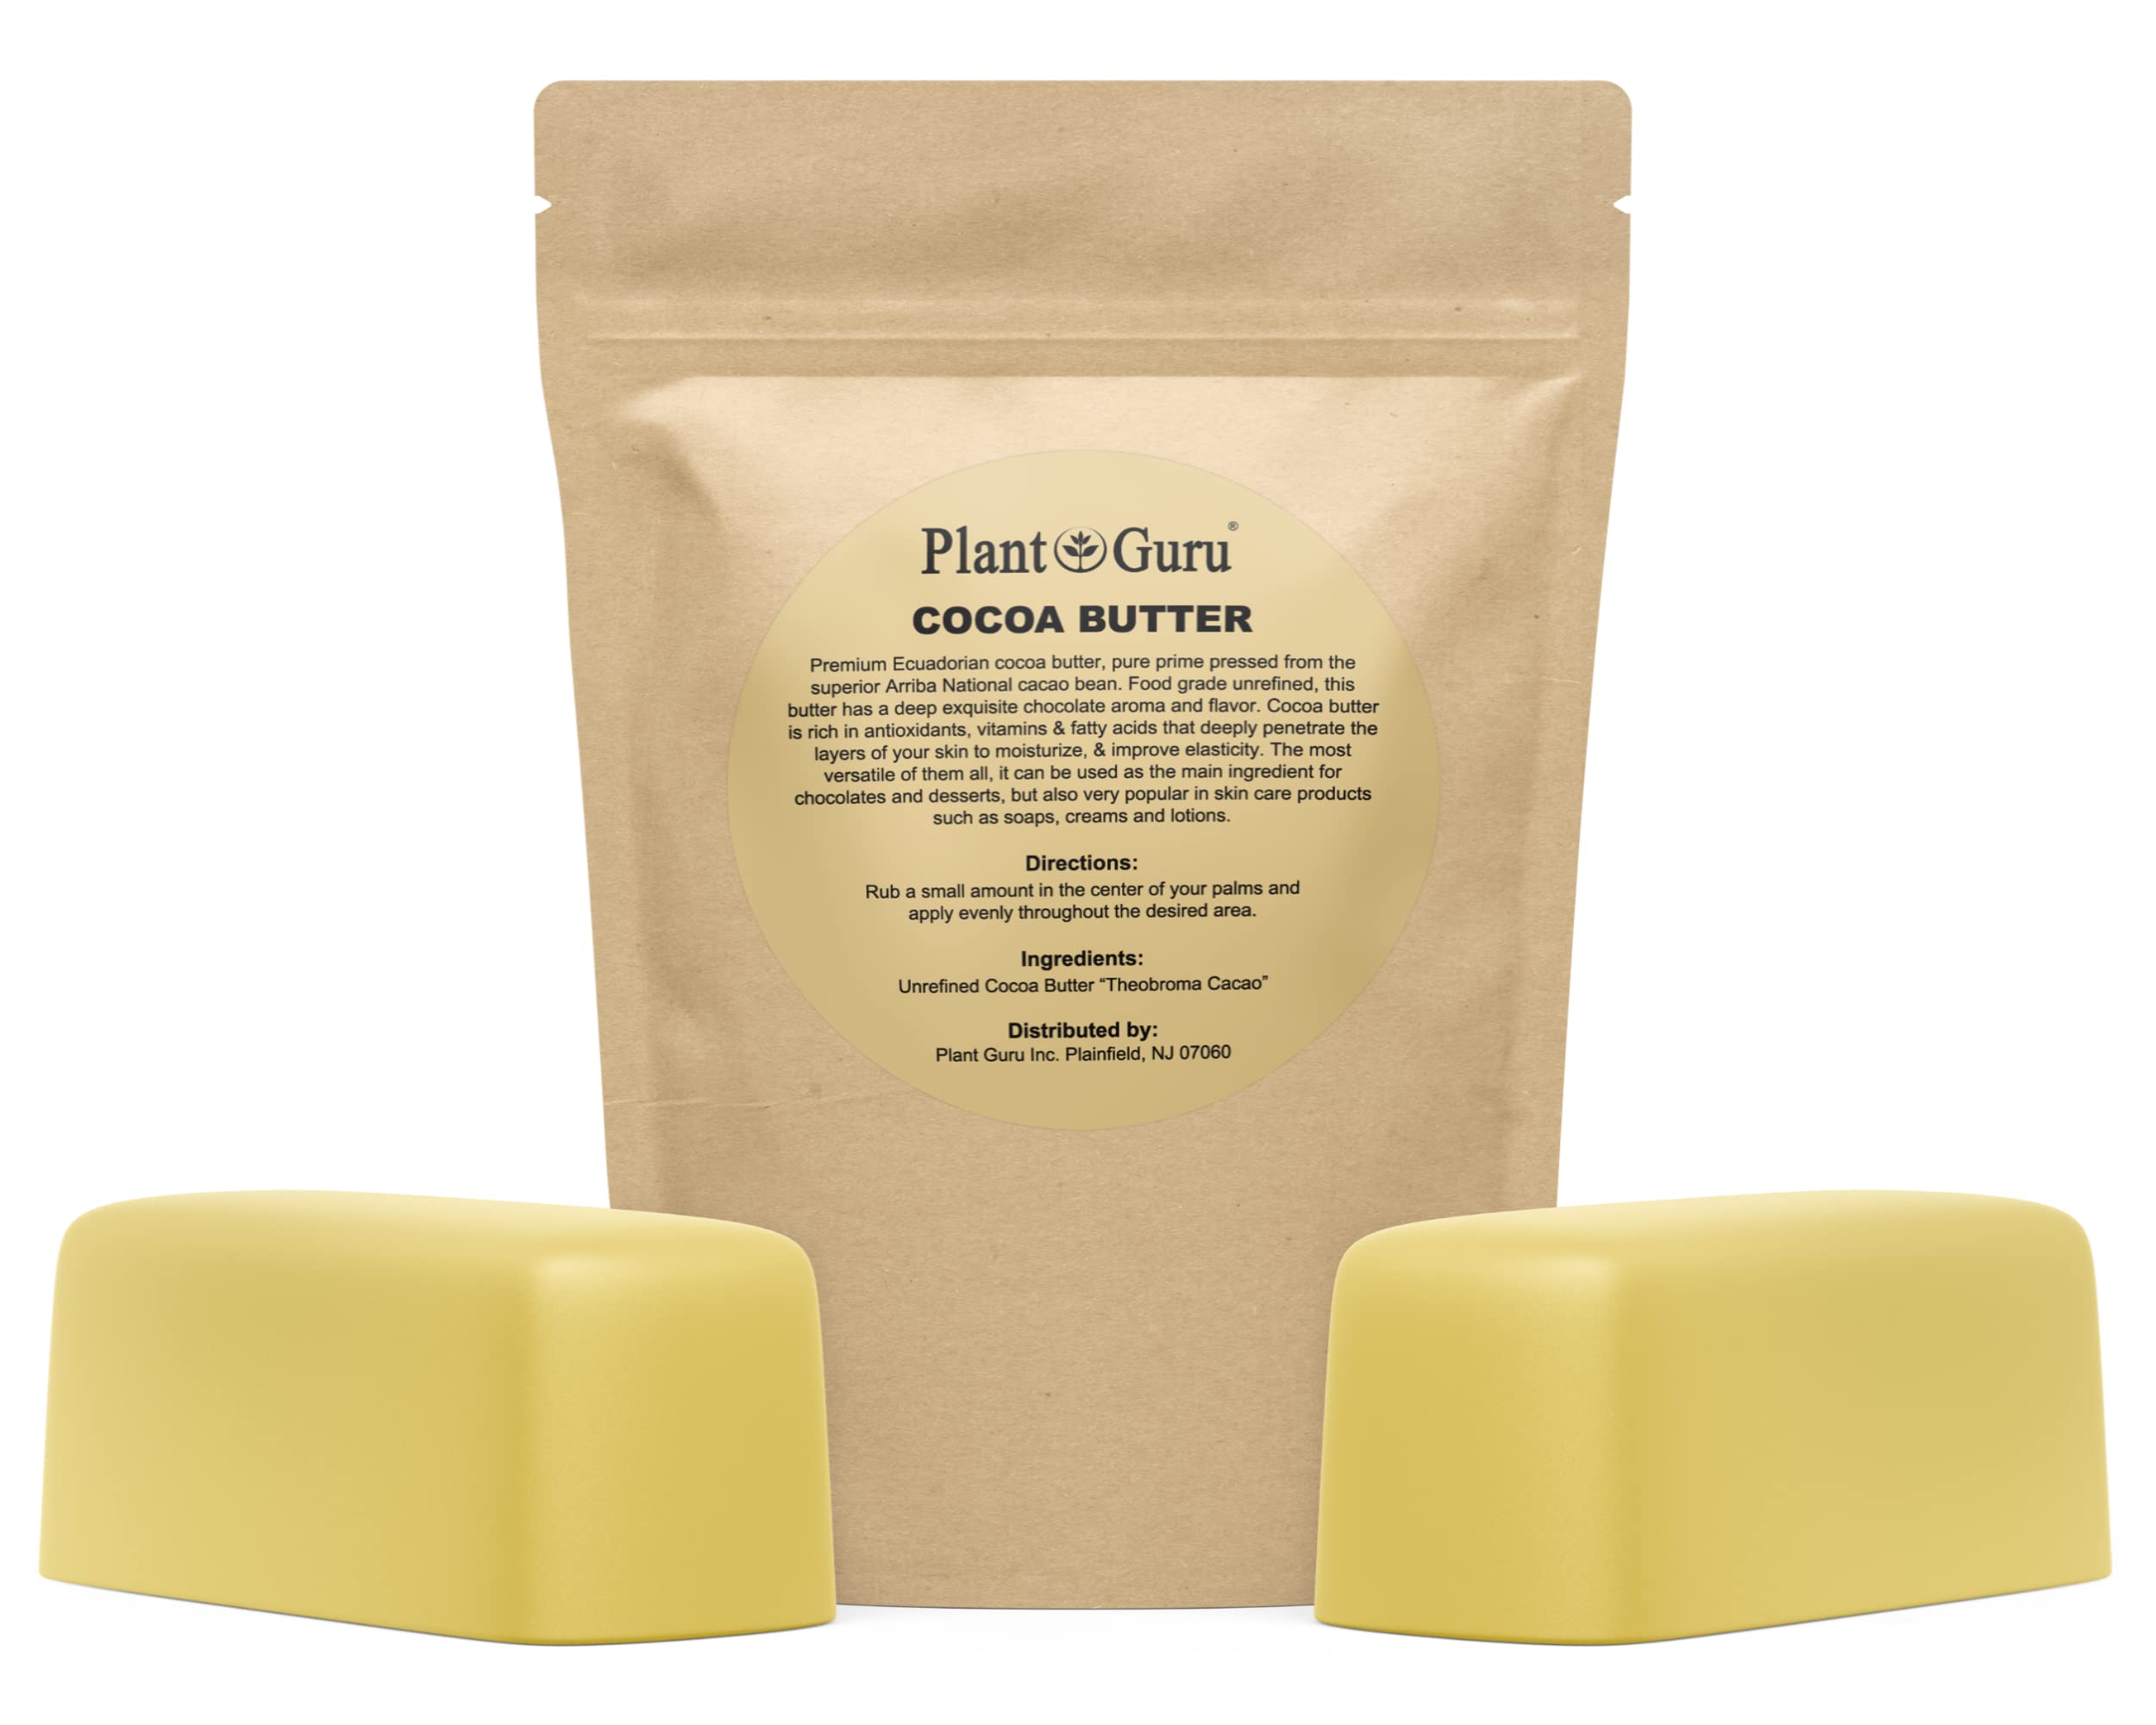 Plant Guru®
COCOA BUTTER
Premium Ecuadorian cocoa butter, pure prime pressed from the
superior Arriba National cacao bean. Food grade unrefined, this
butter has a deep exquisite chocolate aroma and flavor. Cocoa butter
is rich in antioxidants, vitamins & fatty acids that deeply penetrate the
layers of your skin to moisturize, & improve elasticity. The most
versatile of them all, it can be used as the main ingredient for
chocolates and desserts, but also very popular in skin care products
such as soaps, creams and lotions.
Directions:
Rub a small amount in the center of your palms and
apply evenly throughout the desired area.
Ingredients:
Unrefined Cocoa Butter “Theobroma Cacao”
Distributed by:
Plant Guru Inc. Plainfield, NJ 07060